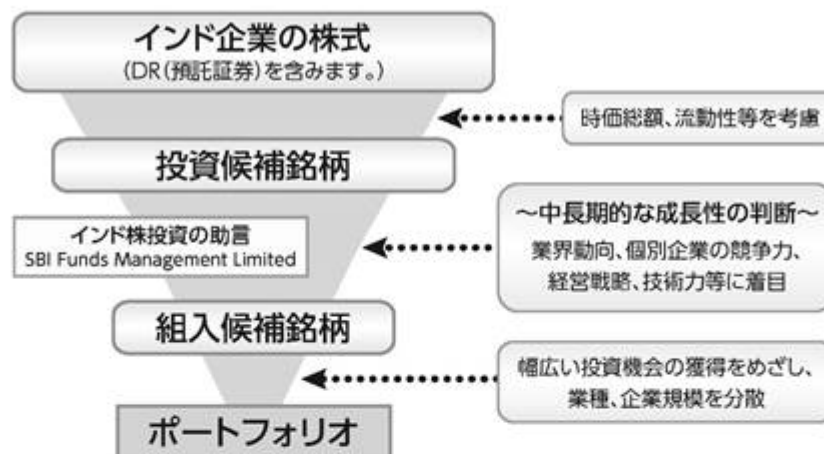 インド企業の株式
(DR(預託証券)を含みます。)
時価総額、流動性等を考慮
投資候補銘柄
インド株投資の助言
SBI Funds Management Limited
～中長期的な成長性の判断～
業界動向、個別企業の競争力、
経営戦略、技術力等に着目
組入候補銘柄
幅広い投資機会の獲得をめざし、
業種、企業規模を分散
ポートフォリオ